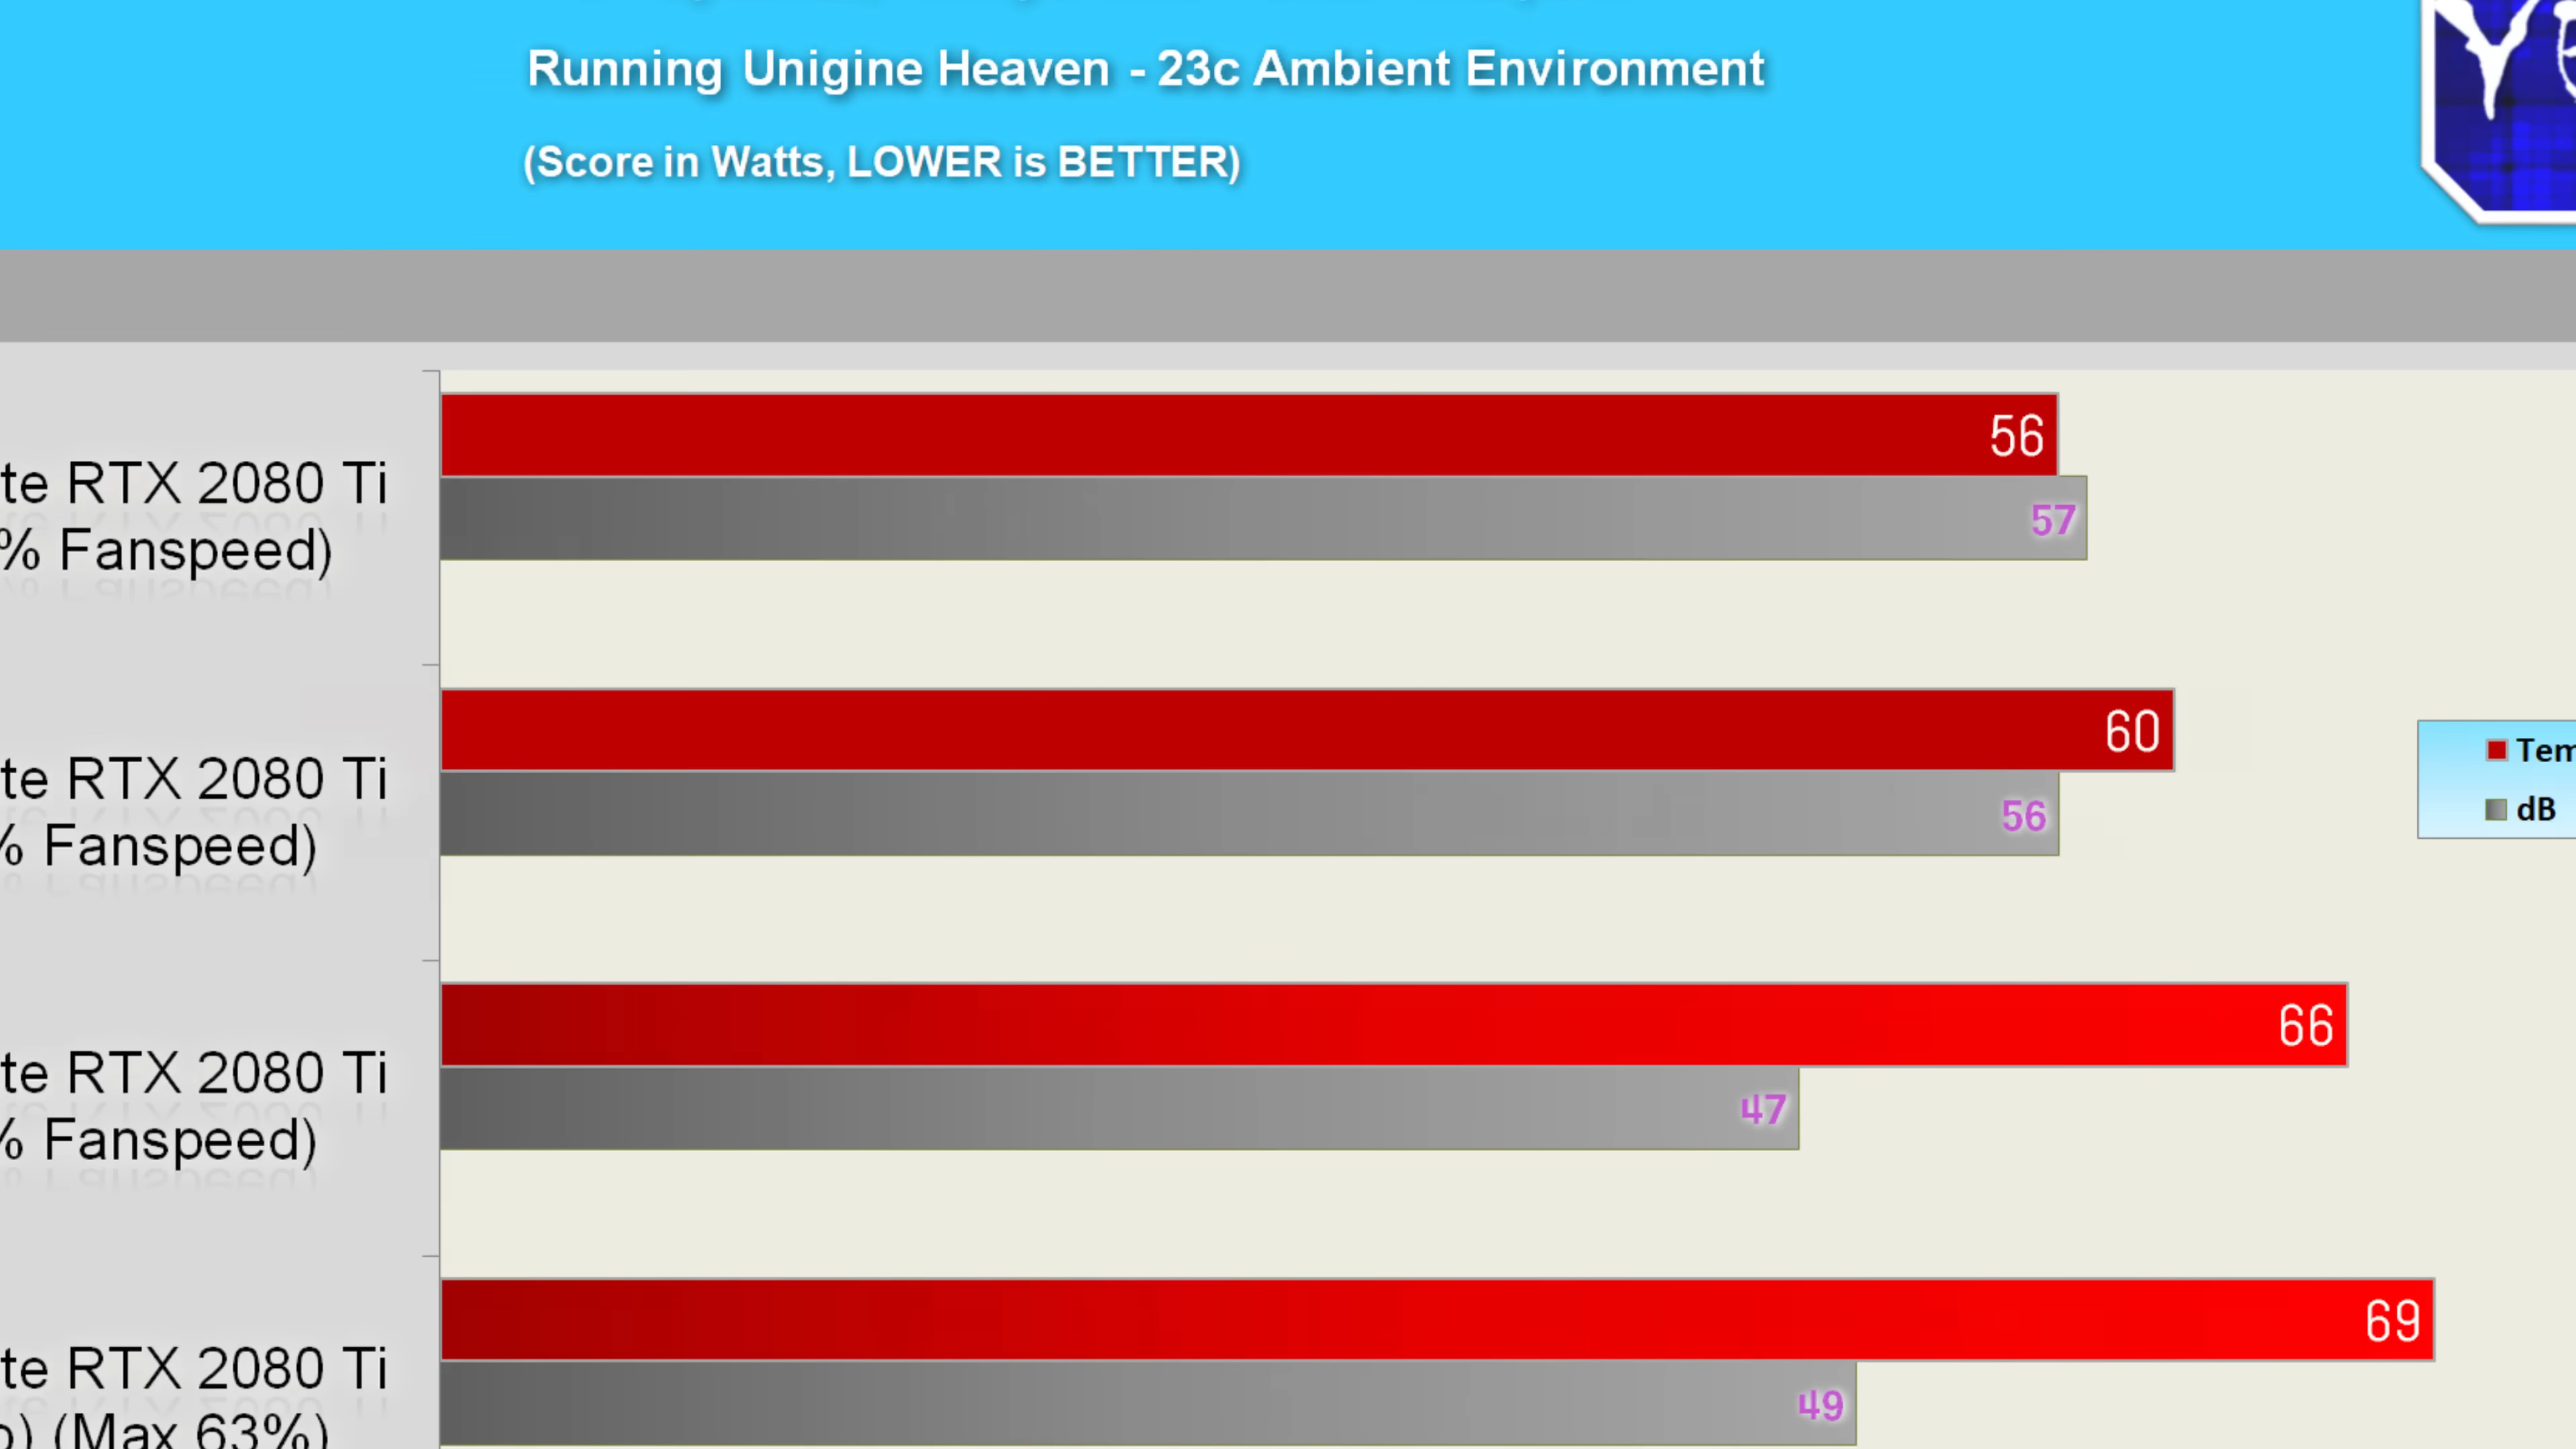 Running Unigine Heaven - 23c Ambient Environment
(Score in Watts, LOWER is BETTER)
te RTX 2080 Ti
% Fanspeed)
56
57
te RTX 2080 Ti
% Fanspeed)
60
56
Tem
dB
te RTX 2080 Ti
% Fanspeed)
66
47
te RTX 2080 Ti
) (Max 63%)
69
49